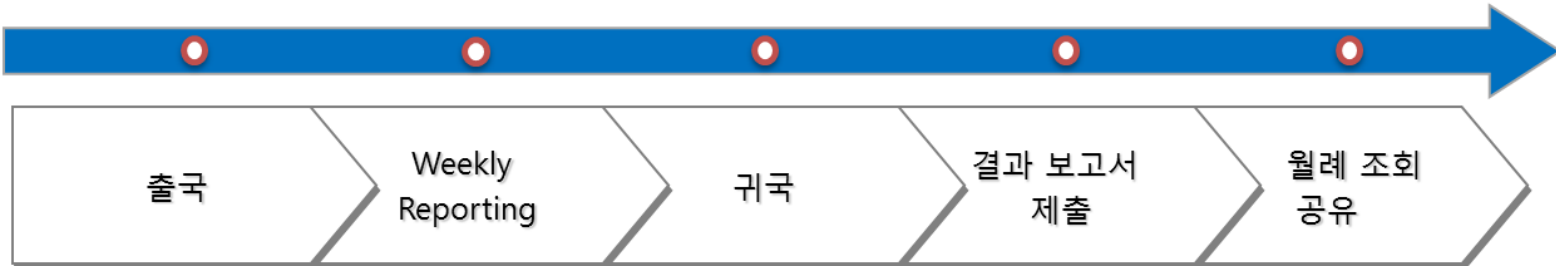 출국
Weekly
Reporting
귀국
결과 보고서
제출
월례 조회
공유